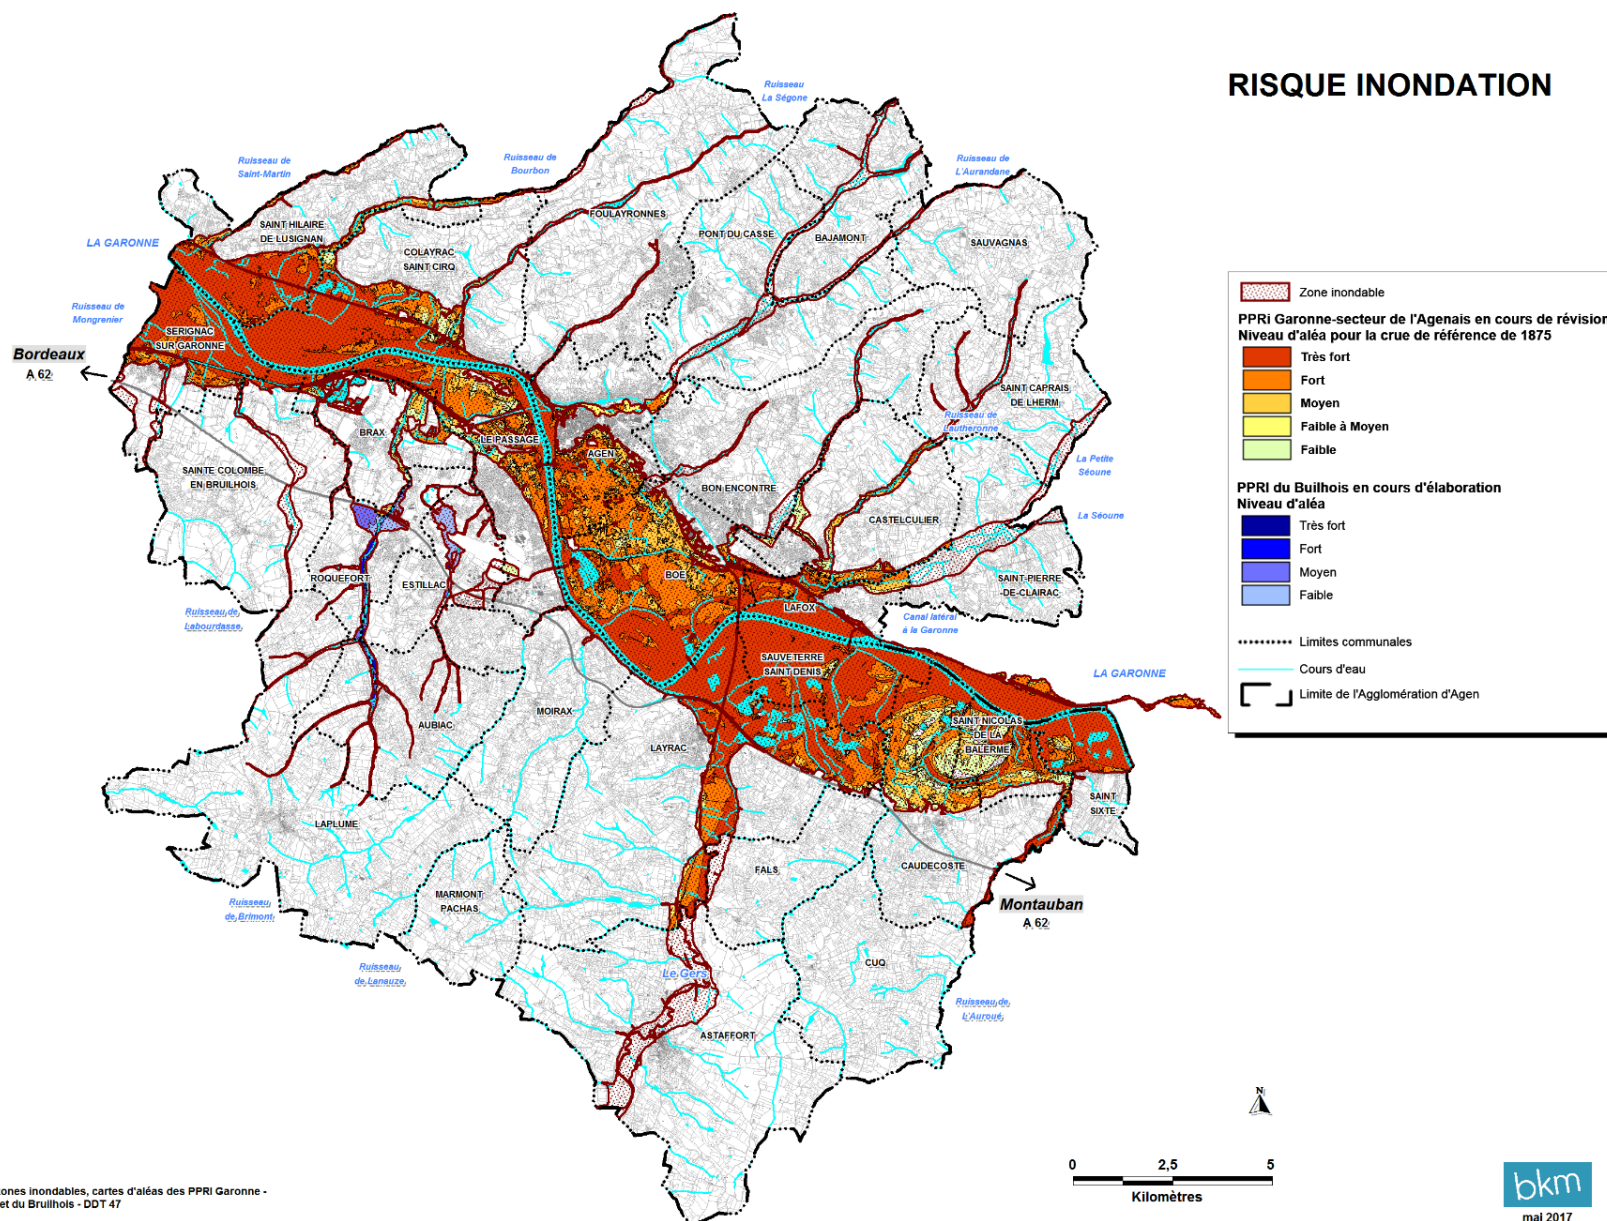 RISQUE INONDATION
Ruisseau
La Ségone
Ruisseau de
Saint-Martin
Ruisseau de
Bourbon
Ruisseau de
L'Aurandane
LA GARONNE
SAINT HILAIRE
DE LUSIGNAN
FOULAYRONNES
PONT DU CASSE
BAJAMONT
SAUVAGNAS
COLAYRAC
SAINT CIRQ
Ruisseau de
Mongrenier
SERIGNAC
SUR GARONNE
Bordeaux
A 62
SAINT CAPRAIS
DE LHERM
Ruisseau de
Lautheronne
BRAX
LE PASSAGE
AGEN
La Petite
Séoune
SAINTE COLOMBE
EN BRUILHOIS
BON ENCONTRE
CASTELCULIER
La Séoune
ROQUEFORT
ESTILLAC
BOE
SAINT-PIERRE
-DE-CLAIRAC
LAFOX
Ruisseau de
Labourdasse
Canal latéral
à la Garonne
SAUVETERRE
SAINT DENIS
LA GARONNE
AUBIAC
MOIRAX
LAYRAC
SAINT NICOLAS
DE LA
BALERME
SAINT
SIXTE
LAPLUME
FALS
CAUDECOSTE
MARMONT
PACHAS
Montauban
A 62
Ruisseau
de Brimont
Ruisseau
de Lanauze
Le Gers
CUQ
Ruisseau de
L'Auroué
ASTAFFORT
Zone inondable
PPRi Garonne-secteur de l'Agenais en cours de révision
Niveau d'aléa pour la crue de référence de 1875
Très fort
Fort
Moyen
Faible à Moyen
Faible
PPRI du Builhois en cours d'élaboration
Niveau d'aléa
Très fort
Fort
Moyen
Faible
Limites communales
Cours d'eau
Limite de l'Agglomération d'Agen
N
0 2,5 5
Kilomètres
zones inondables, cartes d'aléas des PPRI Garonne -
et du Bruilhois - DDT 47
bkm
mai 2017